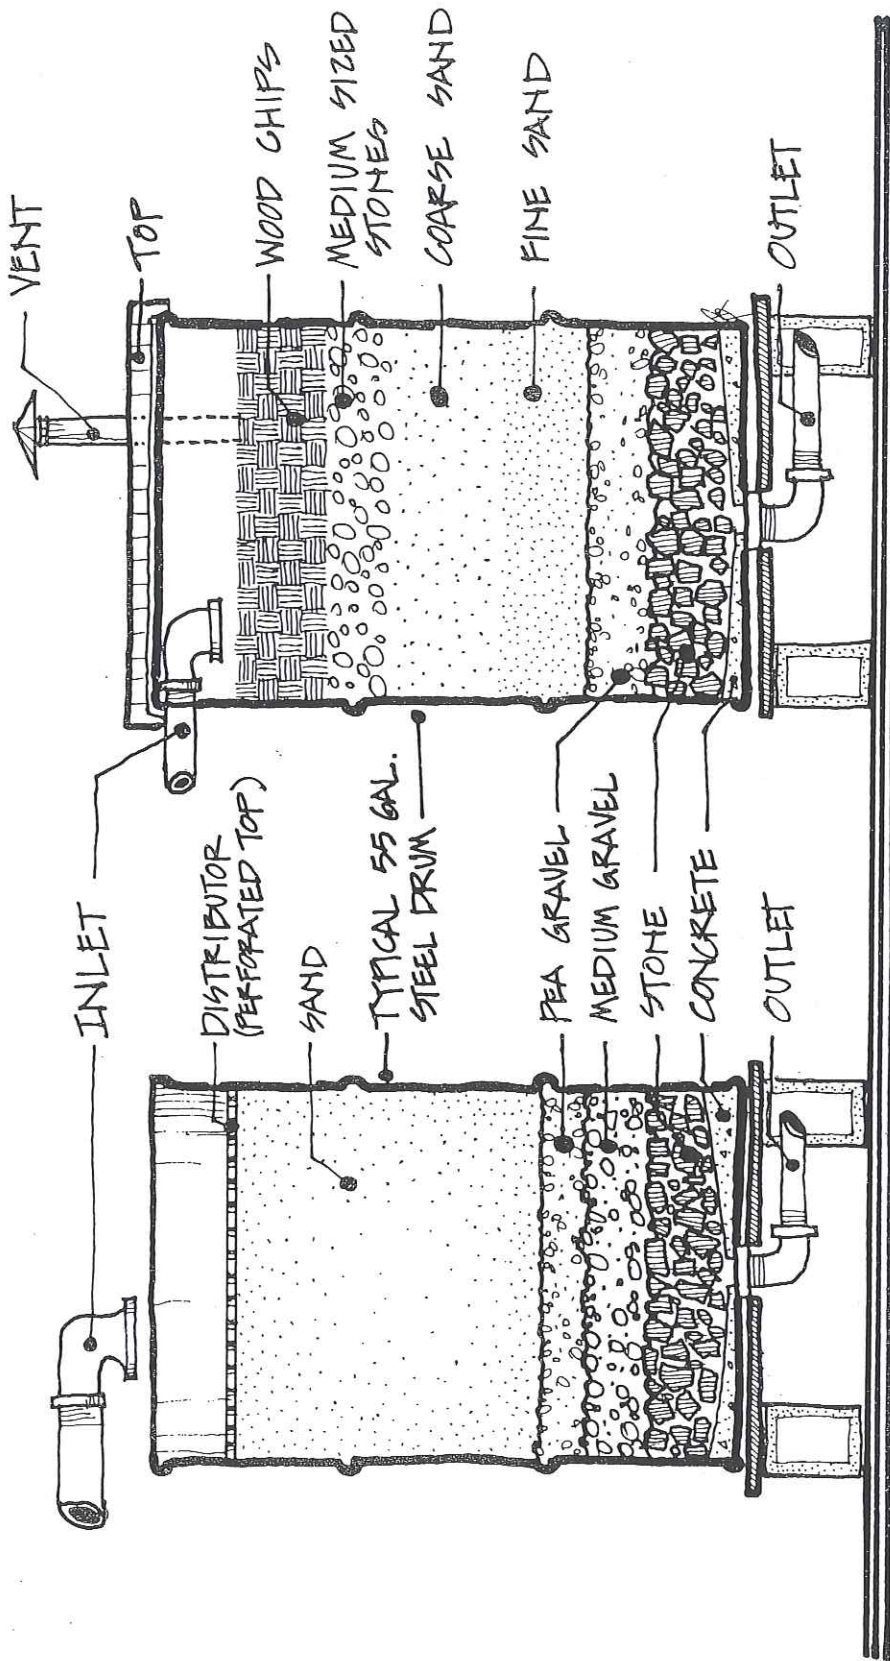 VENT
TOP
WOOD CHIPS
MEDIUM SIZED
STONES
COARSE SAND
FINE SAND
OUTLET
INLET
DISTRIBUTOR
(PERFORATED TOP)
SAND
TYPICAL 55 GAL.
STEEL DRUM
PEA GRAVEL
MEDIUM GRAVEL
STONE
CONCRETE
OUTLET